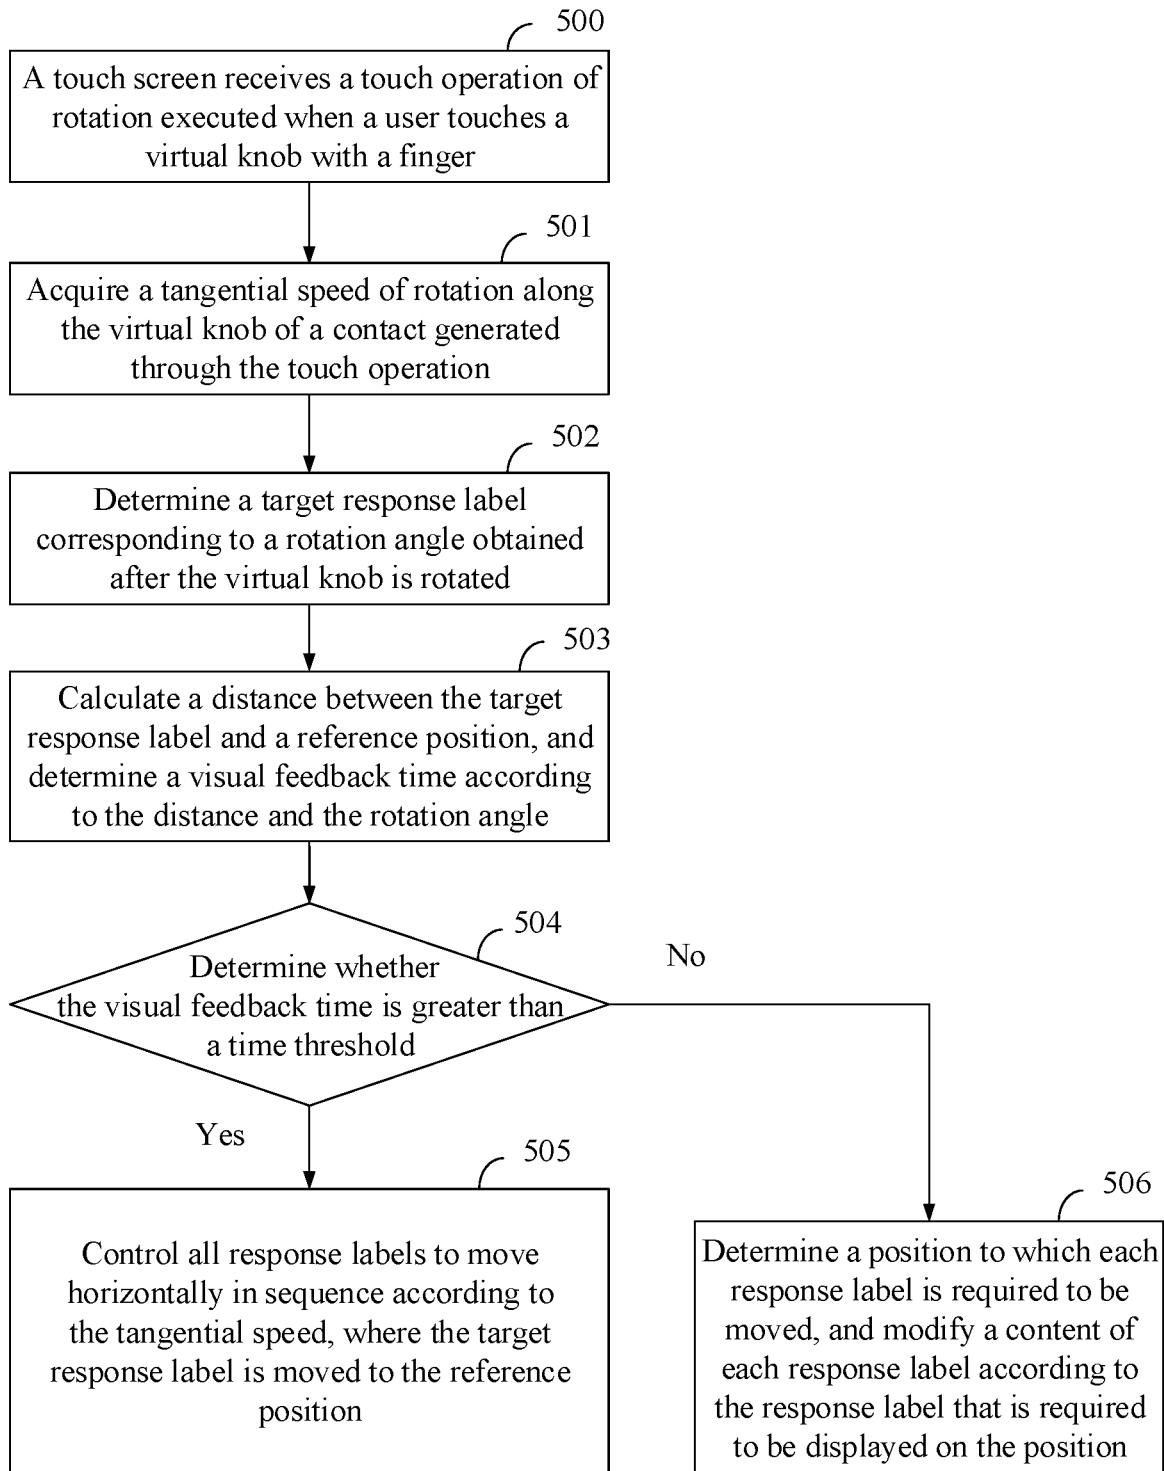 500
A touch screen receives a touch operation of
rotation executed when a user touches a
virtual knob with a finger
501
Acquire a tangential speed of rotation along
the virtual knob of a contact generated
through the touch operation
502
Determine a target response label
corresponding to a rotation angle obtained
after the virtual knob is rotated
503
Calculate a distance between the target
response label and a reference position, and
determine a visual feedback time according
to the distance and the rotation angle
504
Determine whether
the visual feedback time is greater than
a time threshold
No
Yes
505
Control all response labels to move
horizontally in sequence according to
the tangential speed, where the target
response label is moved to the reference
position
506
Determine a position to which each
response label is required to be
moved, and modify a content of
each response label according to
the response label that is required
to be displayed on the position